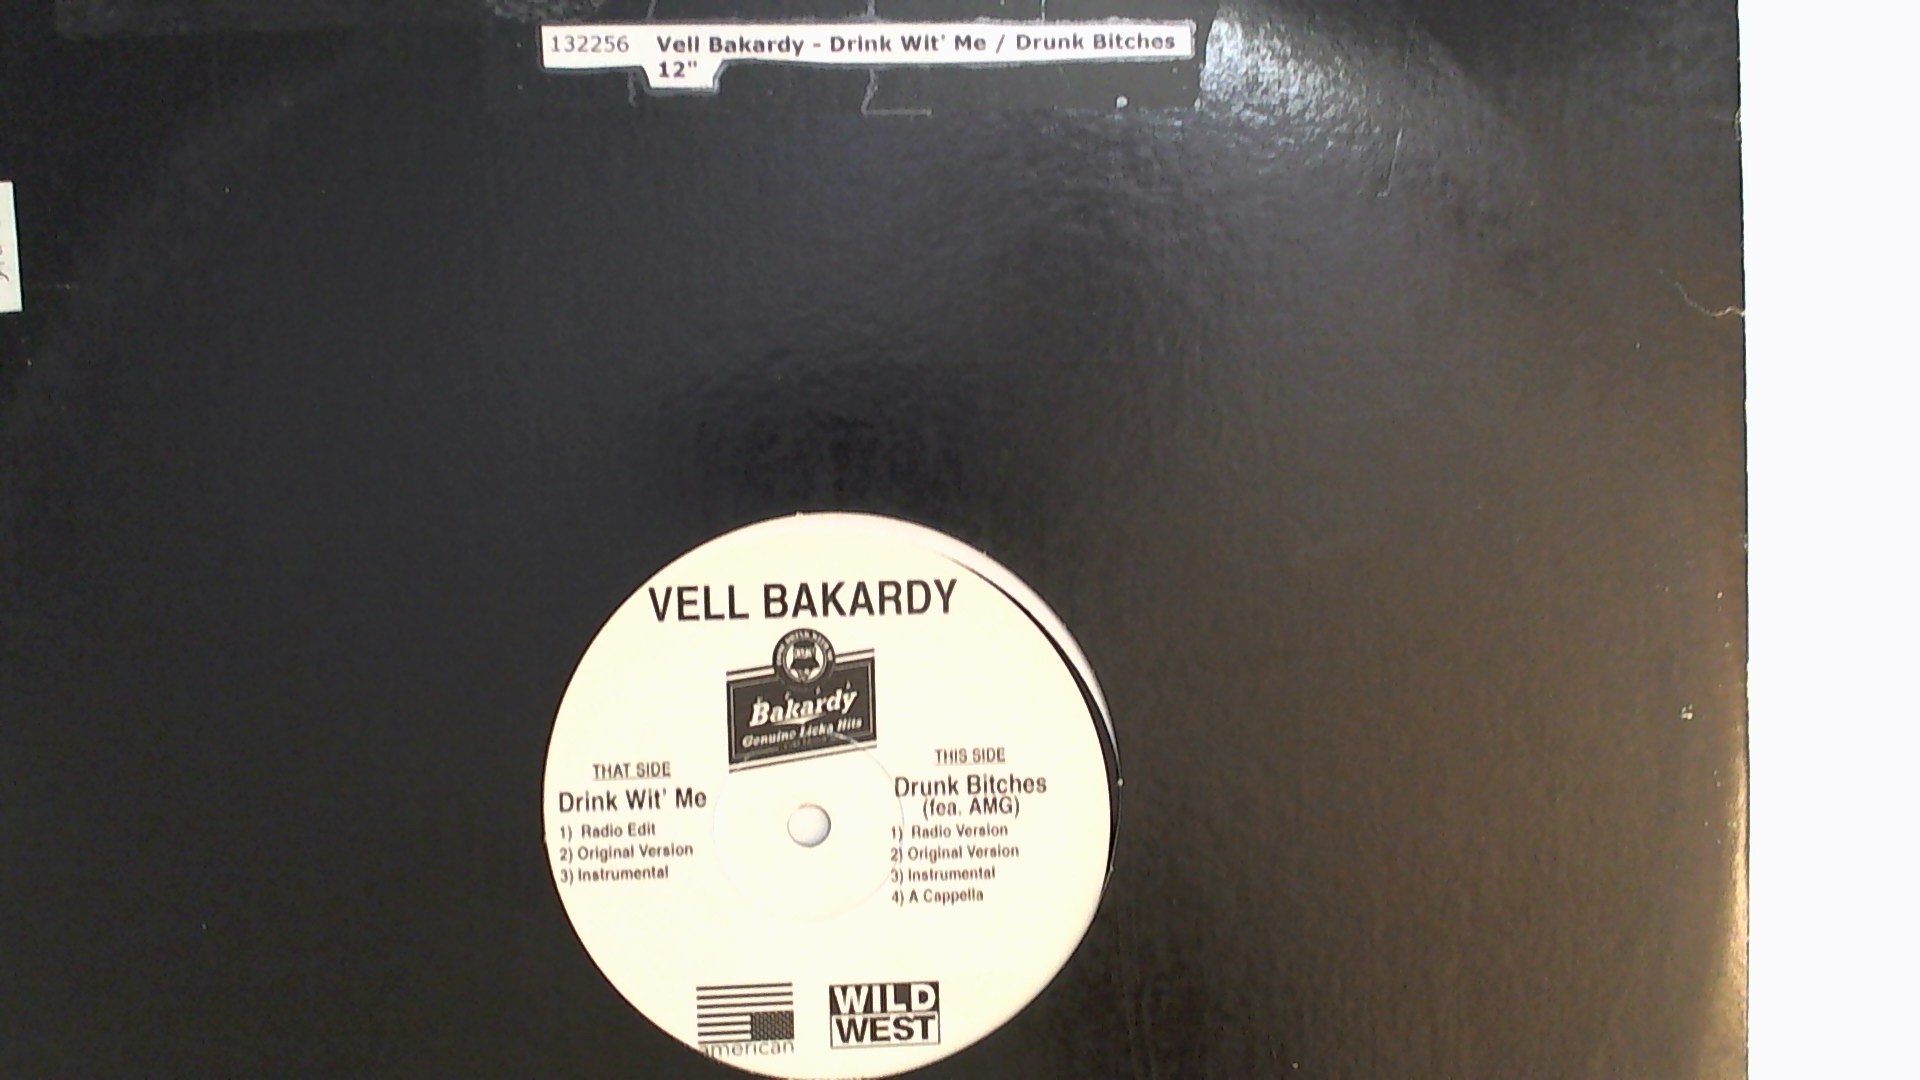 132256 Vell Bakardy - Drink Wit' Me / Drunk Bitches
12"
VELL BAKARDY
Bakardy
Genuine Licka Hits
THAT SIDE
Drink Wit' Me
1) Radio Edit
2) Original Version
3) Instrumental
THIS SIDE
Drunk Bitches
(fea. AMG)
1) Radio Version
2) Original Version
3) Instrumental
4) A Cappella
american
WILD
WEST